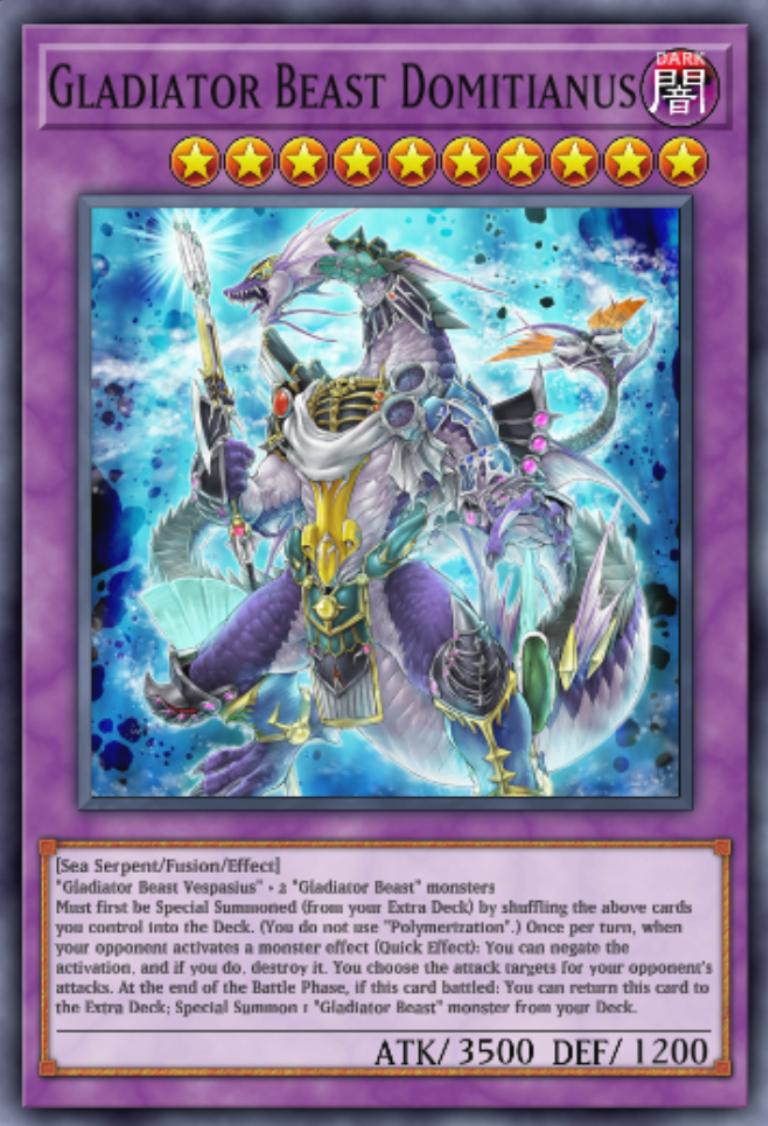 GLADIATOR BEAST DOMITIANUS
DARK
闇
[Sea Serpent/Fusion/Effect]
"Gladiator Beast Vespasius" + 2 "Gladiator Beast" monsters
Must first be Special Summoned (from your Extra Deck) by shuffling the above cards
you control into the Deck. (You do not use "Polymerization".) Once per turn, when
your opponent activates a monster effect (Quick Effect): You can negate the
activation, and if you do, destroy it. You choose the attack targets for your opponent's
attacks. At the end of the Battle Phase, if this card battled: You can return this card to
the Extra Deck; Special Summon 1 "Gladiator Beast" monster from your Deck.
ATK/ 3500 DEF/ 1200